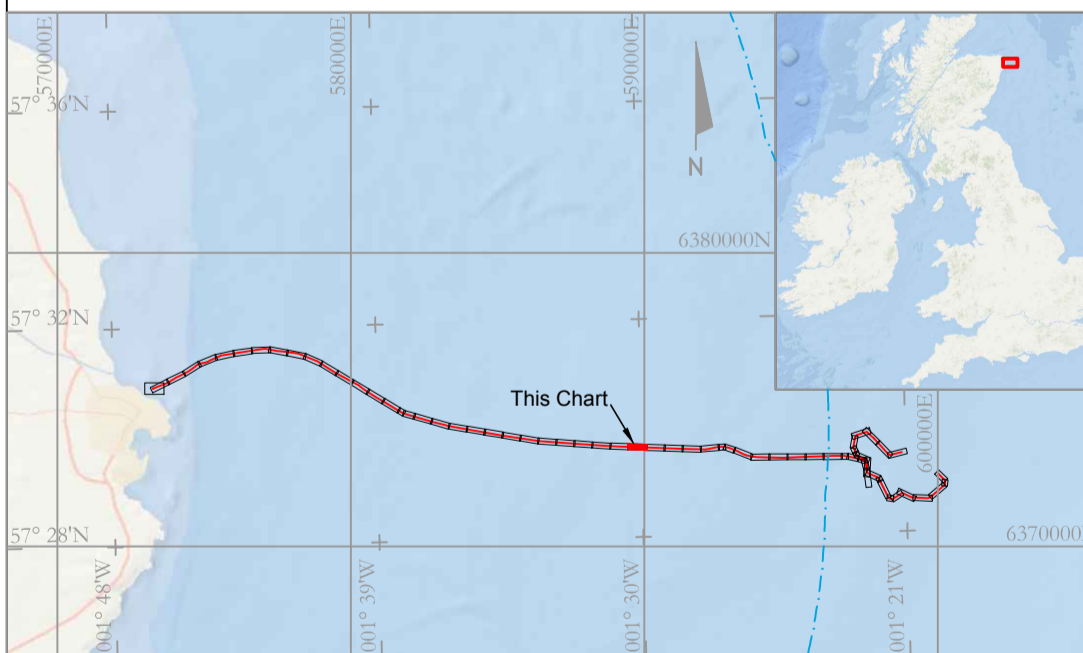 570000E
580000E
590000E
57° 36'N
N
6380000N
57° 32'N
This Chart
600000E
57° 28'N
6370000
001° 48'W
001° 39'W
001° 30'W
001° 21'W